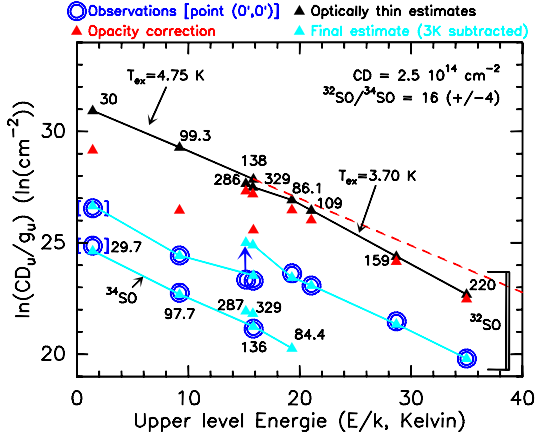 Observations [point (0',0')] Optically thin estimates
Opacity correction Final estimate (3K subtracted)
T_ex=4.75 K
CD = 2.5 10^14 cm^-2
^32SO/^34SO = 16 (+/-4)
30
99.3
138
T_ex=3.70 K
286 329
86.1
109
159
[ ]
[ ]
29.7
^34SO
97.7
287 329
136
84.4
220
^32SO
ln(CD_u/g_u) (ln(cm^-2))
35
30
25
20
0 10 20 30 40
Upper level Energie (E/k, Kelvin)